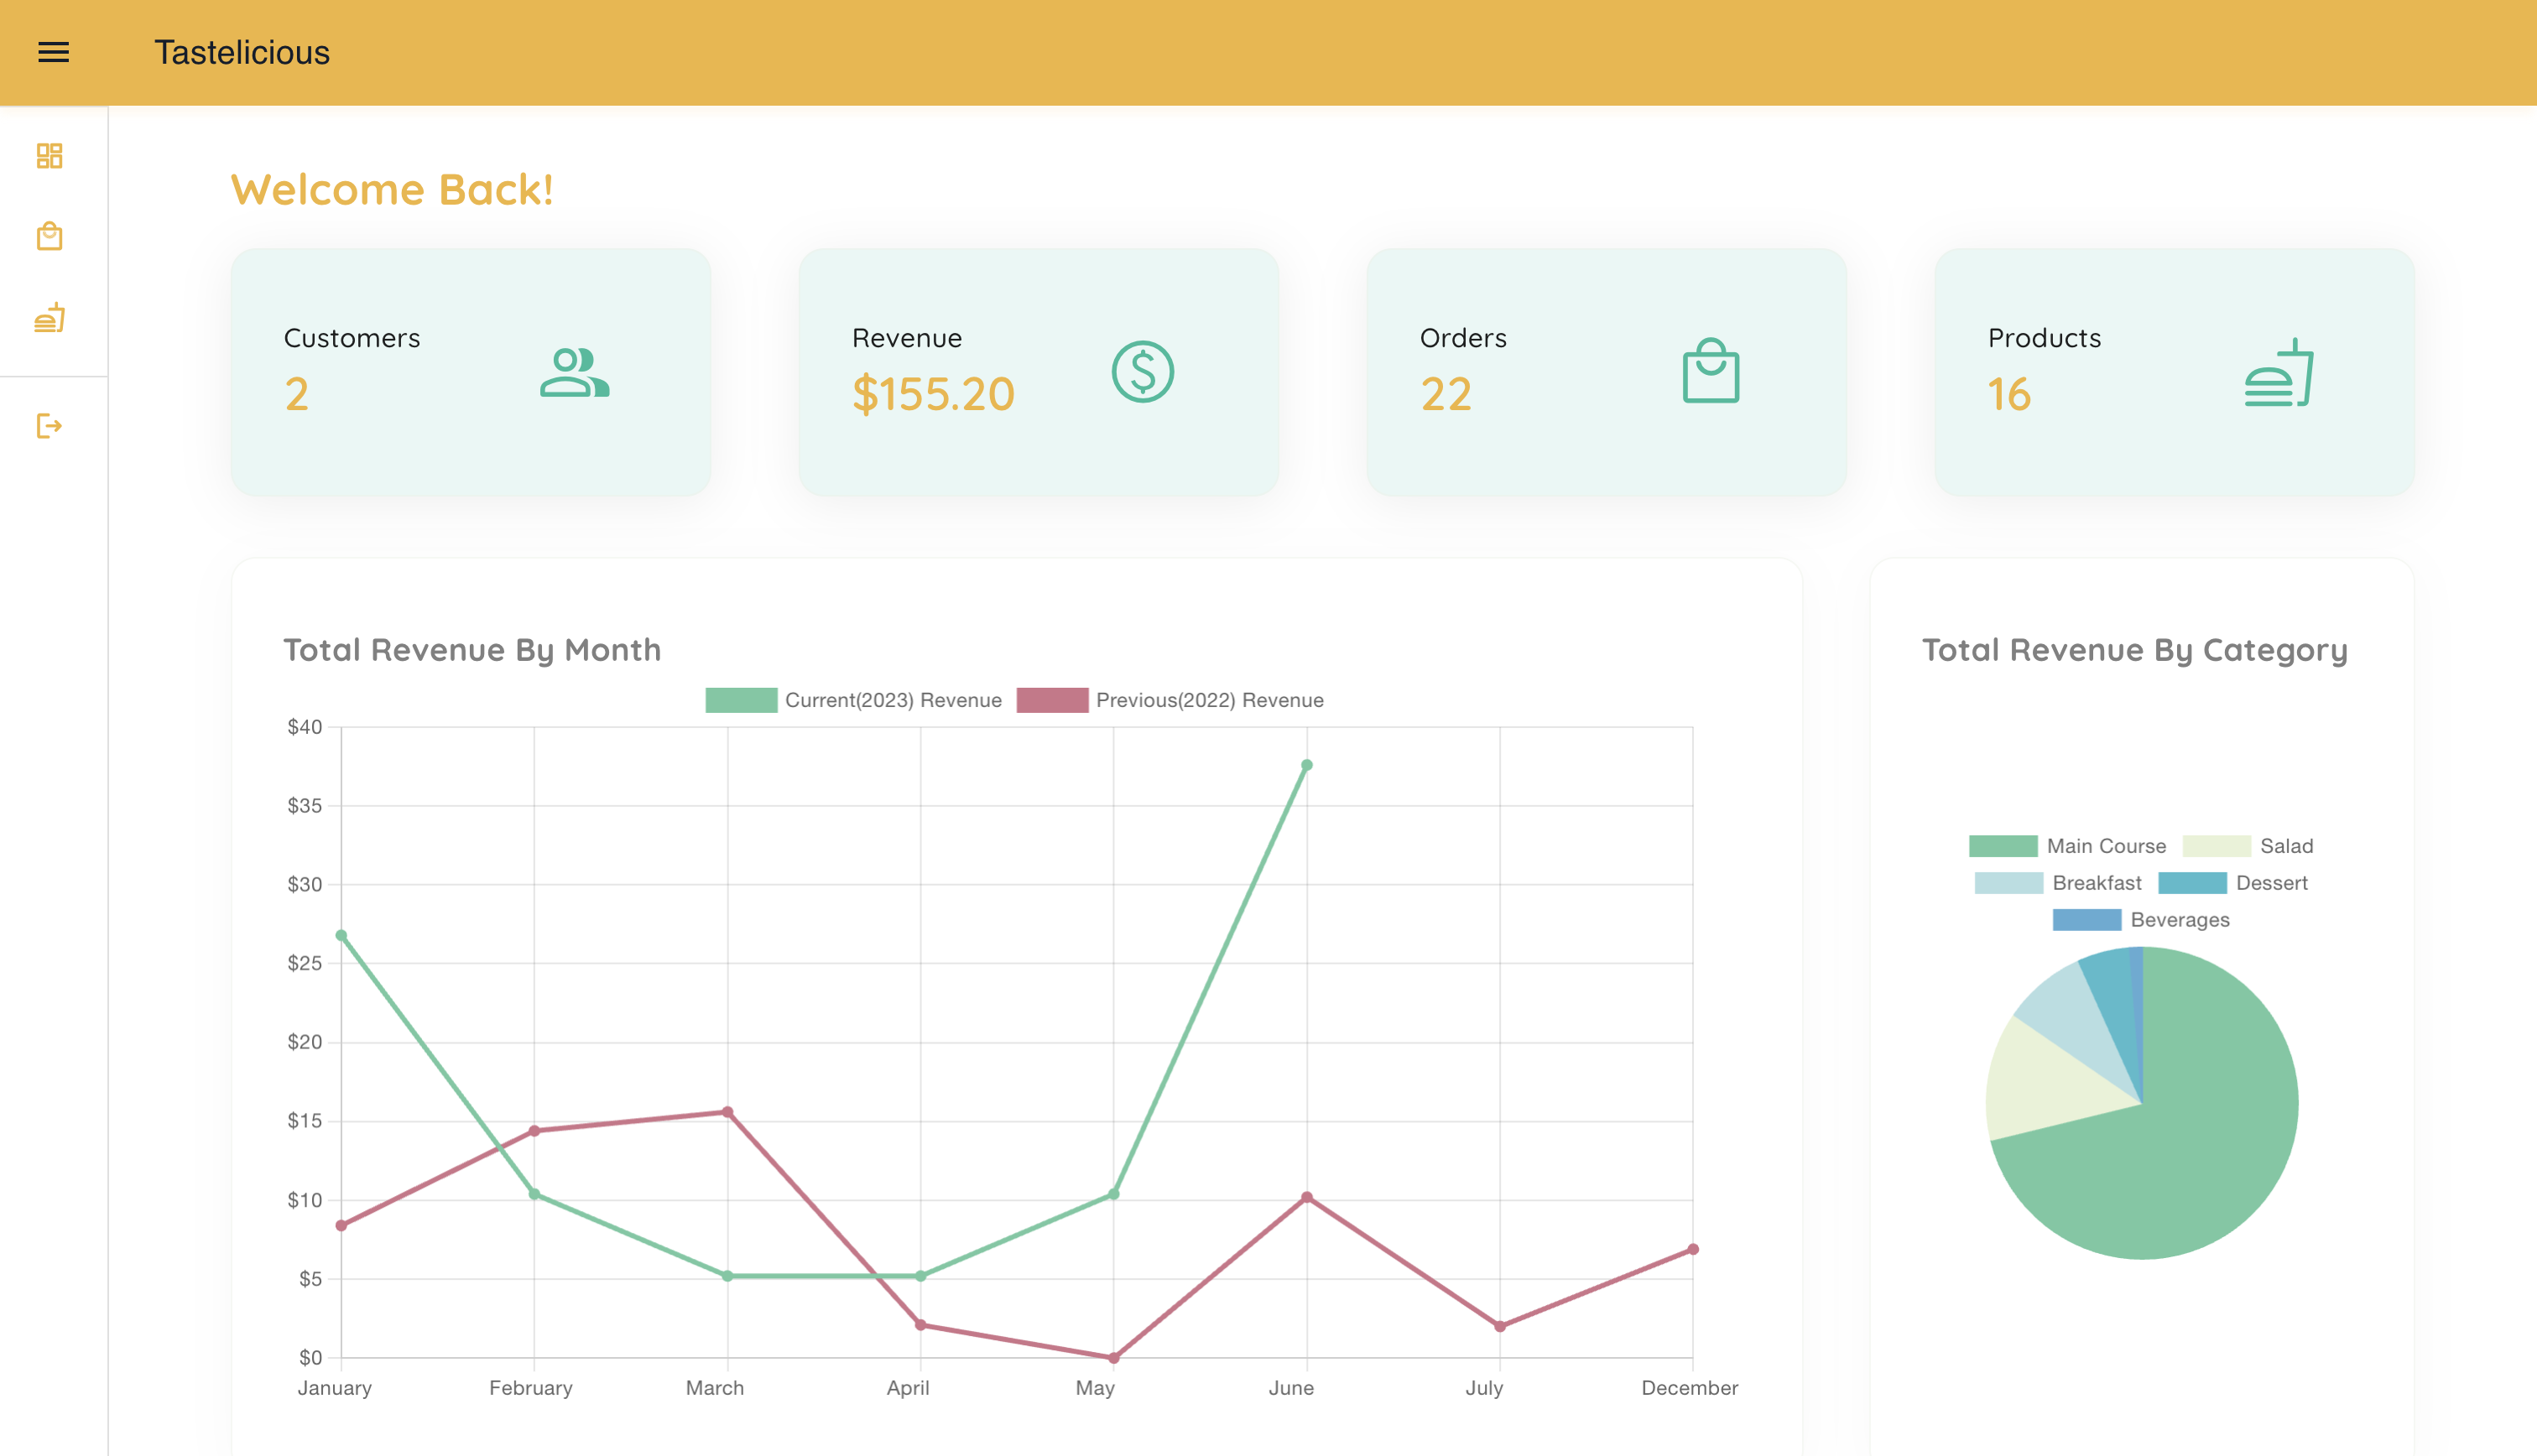 Tastelicious
Welcome Back!
Customers
2
Revenue
$155.20
Orders
22
Products
16
Total Revenue By Month
Current(2023) Revenue Previous(2022) Revenue
$40
$35
$30
$25
$20
$15
$10
$5
$0
January February March April May June July December
Total Revenue By Category
Main Course Salad
Breakfast Dessert
Beverages